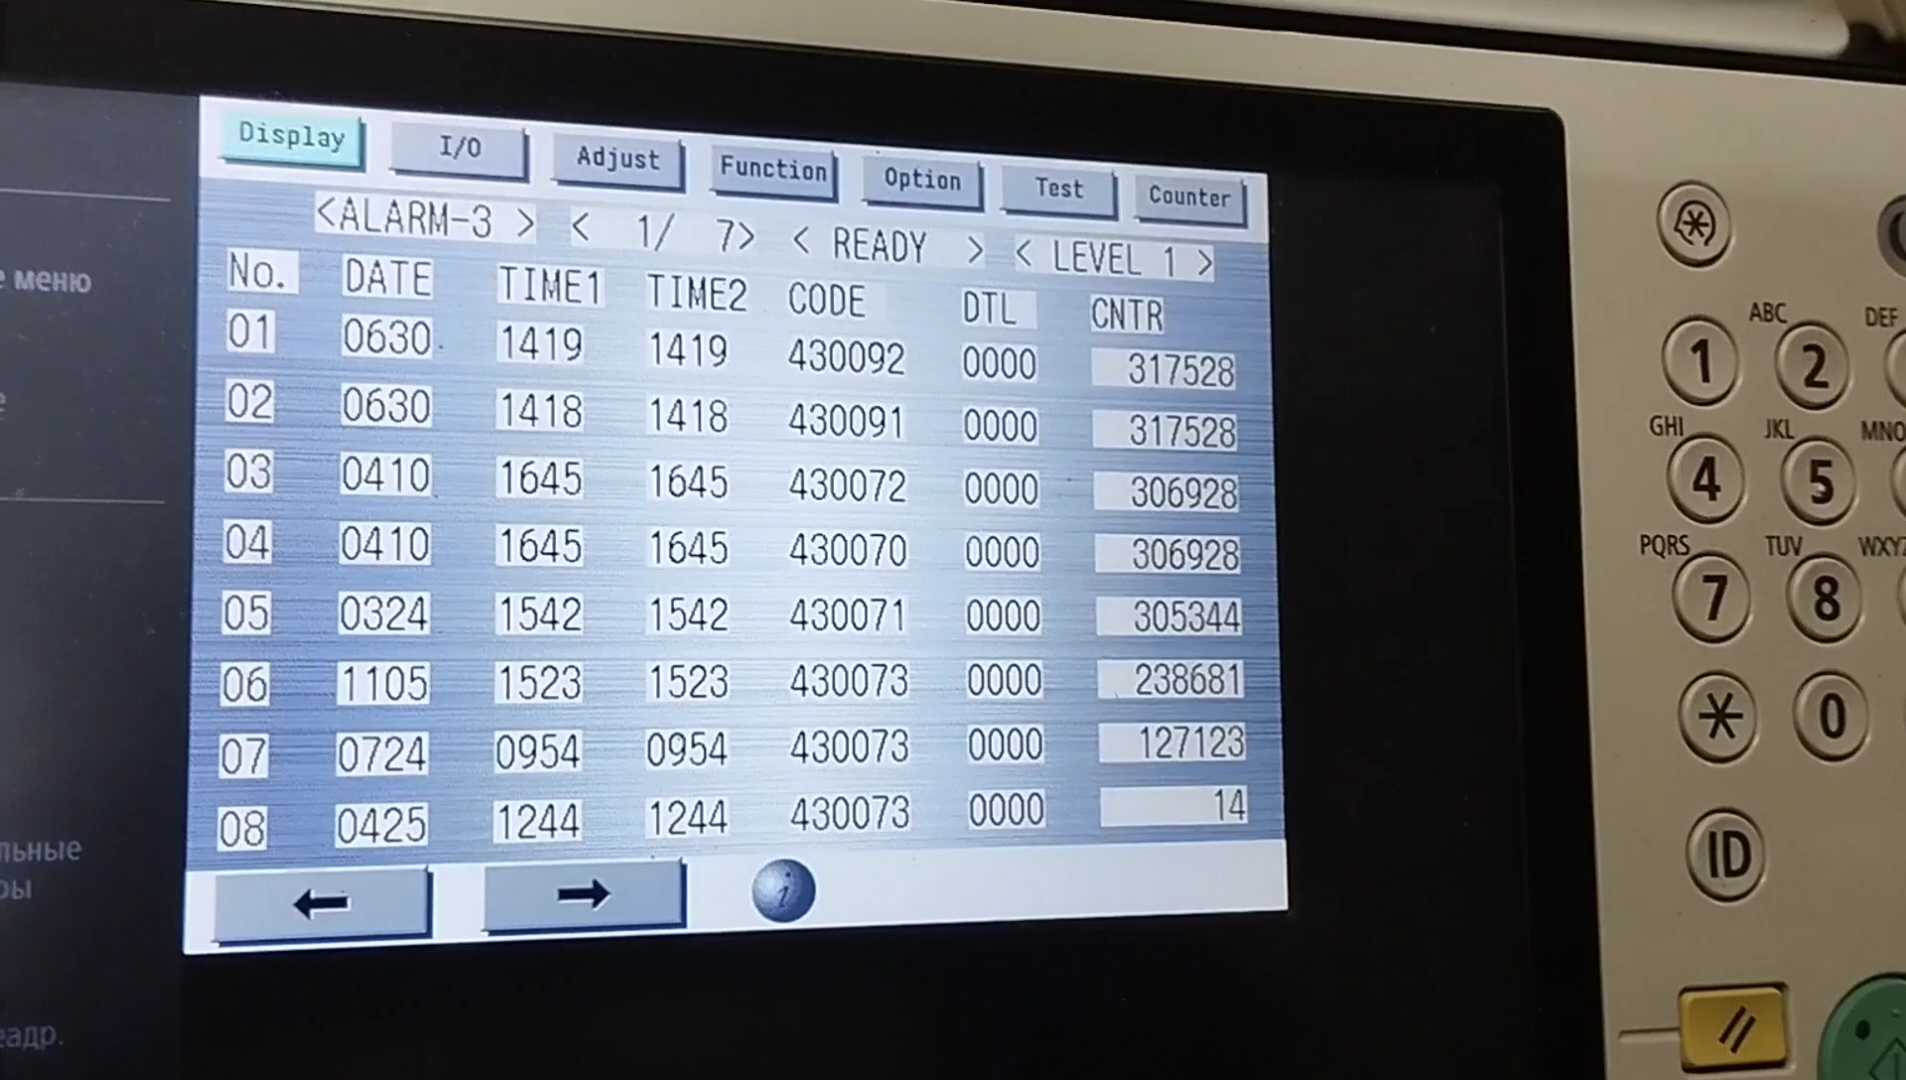 Display I/O Adjust Function Option Test Counter
<ALARM-3 > < 1/ 7> < READY > < LEVEL 1 >
No. DATE TIME1 TIME2 CODE DTL CNTR
01 0630 1419 1419 430092 0000 317528
02 0630 1418 1418 430091 0000 317528
03 0410 1645 1645 430072 0000 306928
04 0410 1645 1645 430070 0000 306928
05 0324 1542 1542 430071 0000 305344
06 1105 1523 1523 430073 0000 238681
07 0724 0954 0954 430073 0000 127123
08 0425 1244 1244 430073 0000 14
i
е меню
льные
ры
еадр.
ABC DEF
1 2
GHI JKL MNO
4 5
PQRS TUV WXYZ
7 8
* 0
ID